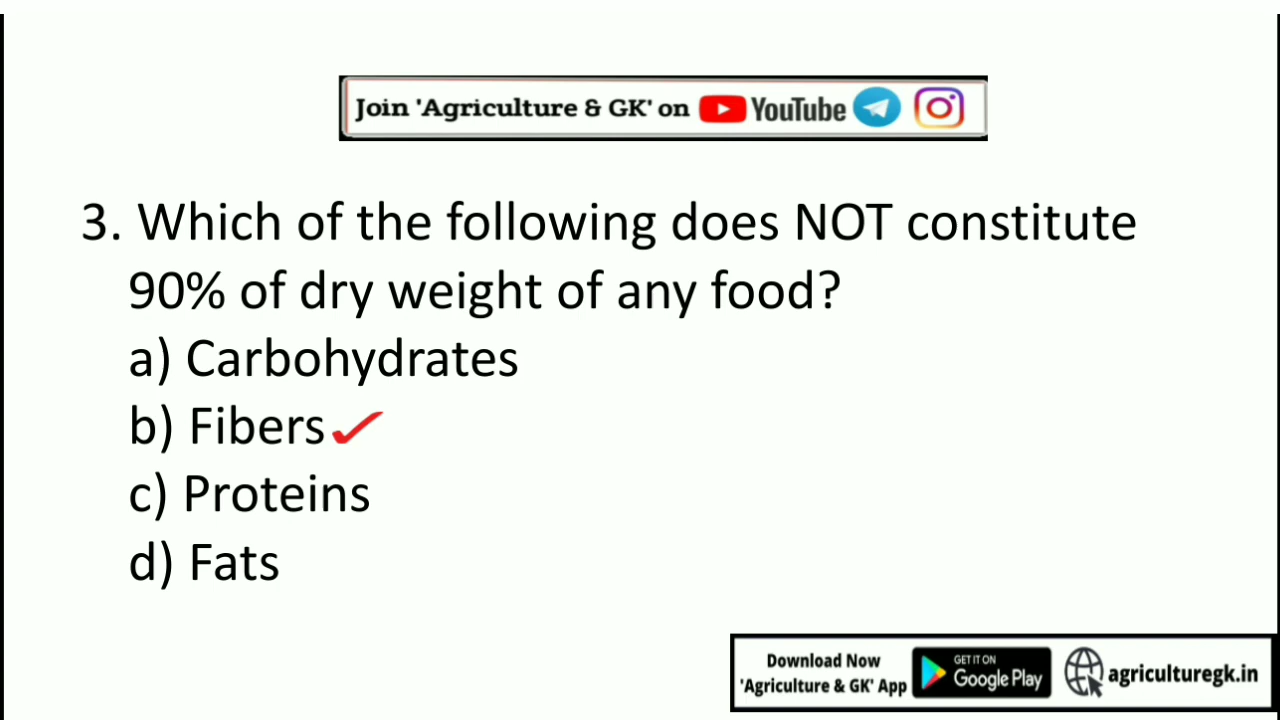 Join 'Agriculture & GK' on YouTube
3. Which of the following does NOT constitute
90% of dry weight of any food?
a) Carbohydrates
b) Fibers
c) Proteins
d) Fats
Download Now
'Agriculture & GK' App
GET IT ON
Google Play
agriculturegk.in